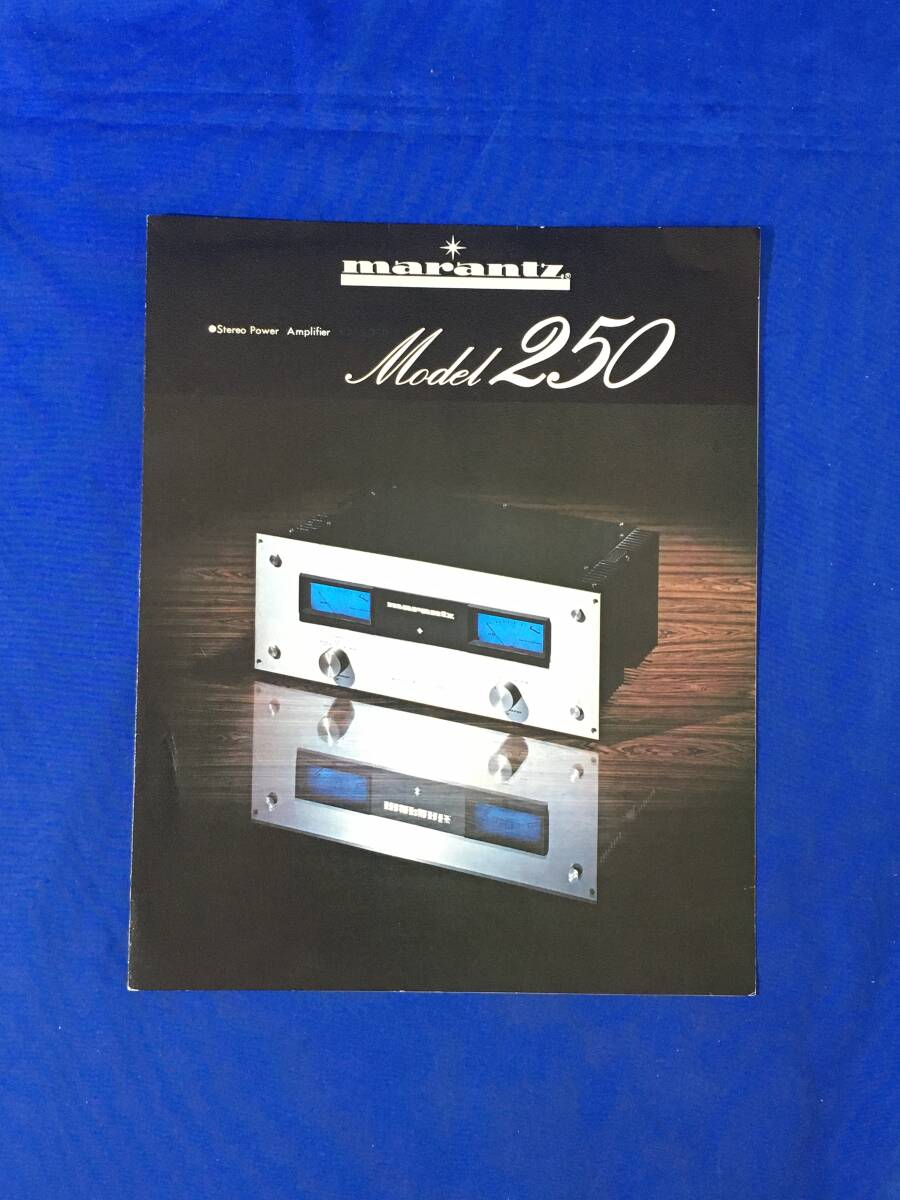 marantz®
●Stereo Power Amplifier
Model 250
marantz